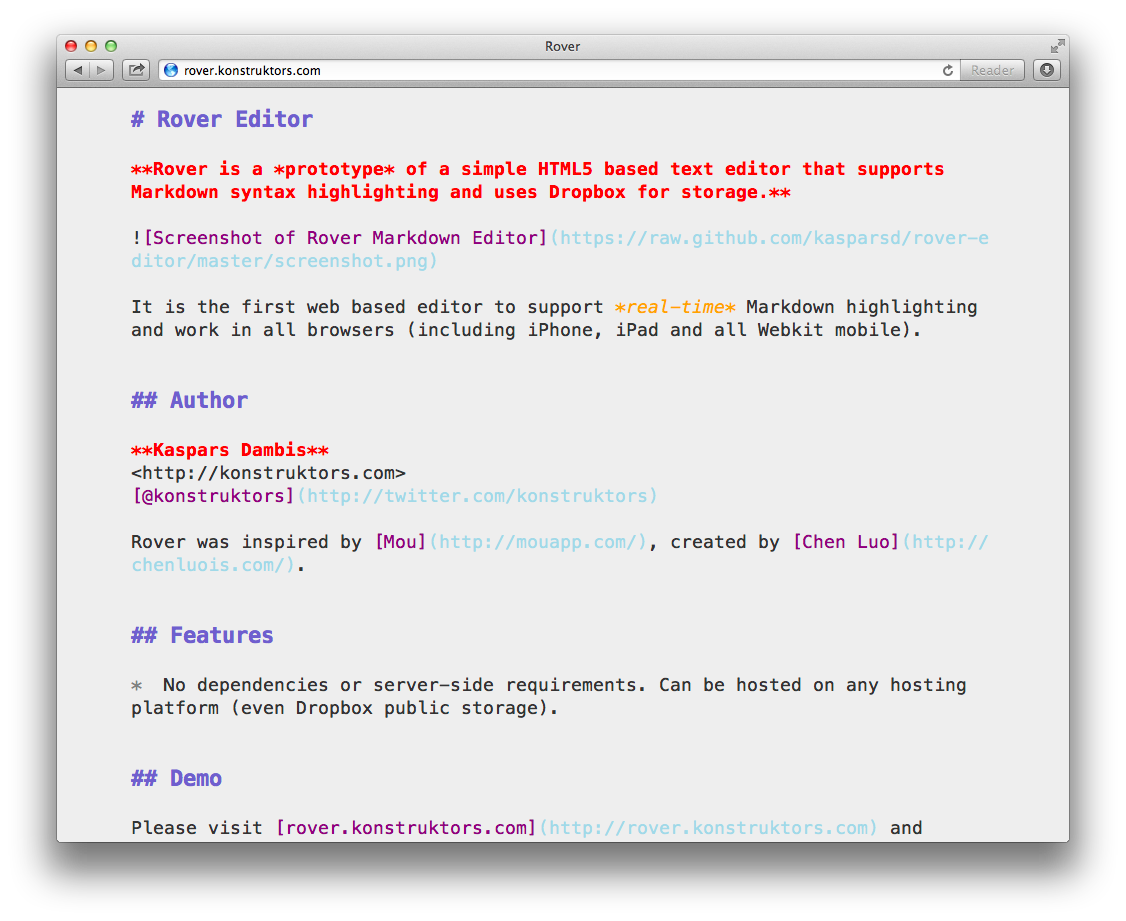 Rover
rover.konstruktors.com
Reader
# Rover Editor
**Rover is a *prototype* of a simple HTML5 based text editor that supports
Markdown syntax highlighting and uses Dropbox for storage.**
![Screenshot of Rover Markdown Editor](https://raw.github.com/kasparsd/rover-e
ditor/master/screenshot.png)
It is the first web based editor to support *real-time* Markdown highlighting
and work in all browsers (including iPhone, iPad and all Webkit mobile).
## Author
**Kaspars Dambis**
<http://konstruktors.com>
[@konstruktors](http://twitter.com/konstruktors)
Rover was inspired by [Mou](http://mouapp.com/), created by [Chen Luo](http://
chenluois.com/).
## Features
*  No dependencies or server-side requirements. Can be hosted on any hosting
platform (even Dropbox public storage).
## Demo
Please visit [rover.konstruktors.com](http://rover.konstruktors.com) and